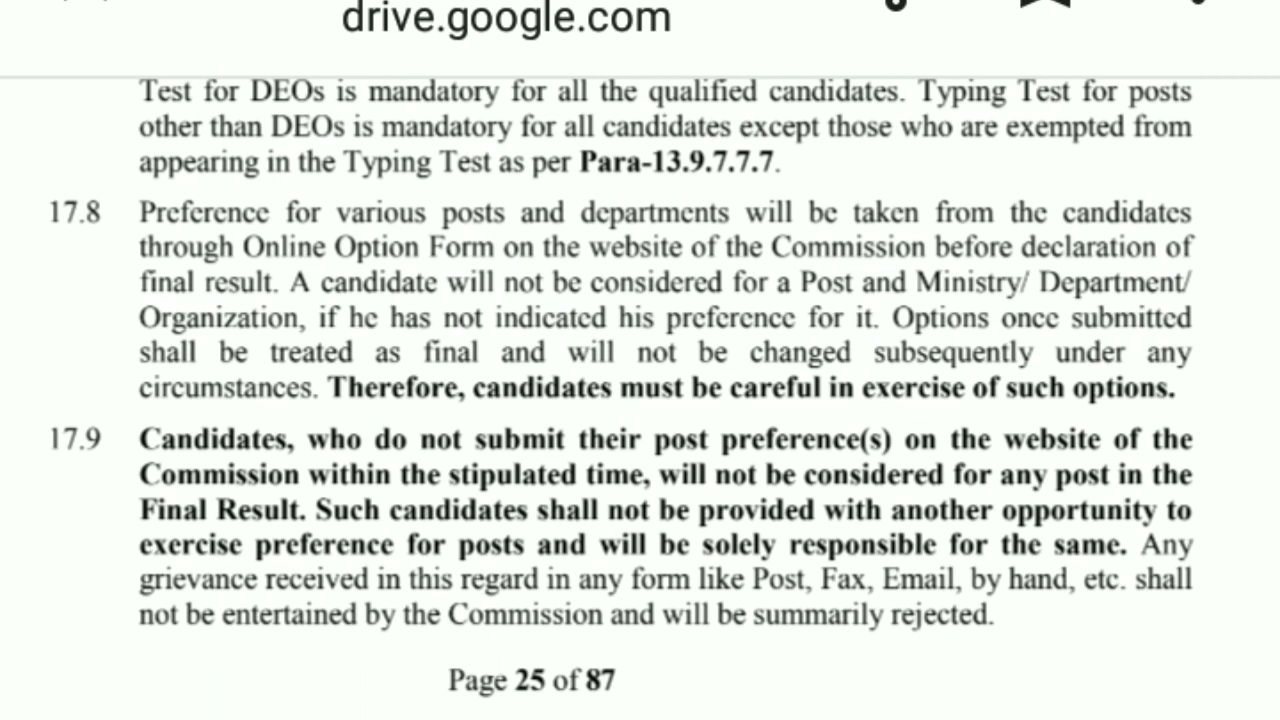 drive.google.com
Test for DEOs is mandatory for all the qualified candidates. Typing Test for posts
other than DEOs is mandatory for all candidates except those who are exempted from
appearing in the Typing Test as per Para-13.9.7.7.7.
17.8 Preference for various posts and departments will be taken from the candidates
through Online Option Form on the website of the Commission before declaration of
final result. A candidate will not be considered for a Post and Ministry/ Department/
Organization, if he has not indicated his preference for it. Options once submitted
shall be treated as final and will not be changed subsequently under any
circumstances. Therefore, candidates must be careful in exercise of such options.
17.9 Candidates, who do not submit their post preference(s) on the website of the
Commission within the stipulated time, will not be considered for any post in the
Final Result. Such candidates shall not be provided with another opportunity to
exercise preference for posts and will be solely responsible for the same. Any
grievance received in this regard in any form like Post, Fax, Email, by hand, etc. shall
not be entertained by the Commission and will be summarily rejected.
Page 25 of 87